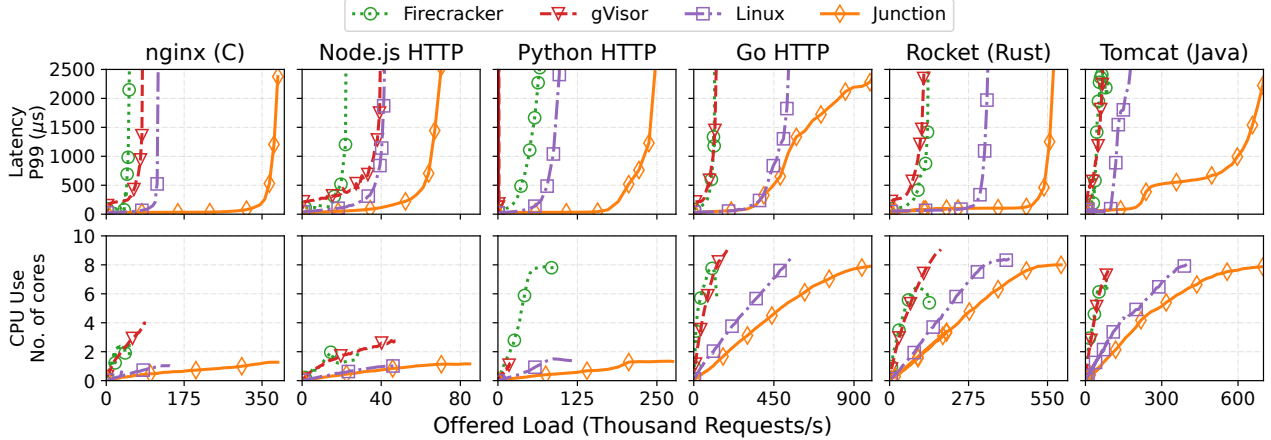 Firecracker gVisor Linux Junction
nginx (C) Node.js HTTP Python HTTP Go HTTP Rocket (Rust) Tomcat (Java)
Latency
P99 (μs)
2500
2000
1500
1000
500
0
CPU Use
No. of cores
10
8
6
4
2
0
0 175 350 0 40 80 0 125 250 0 450 900 0 275 550 0 300 600
Offered Load (Thousand Requests/s)